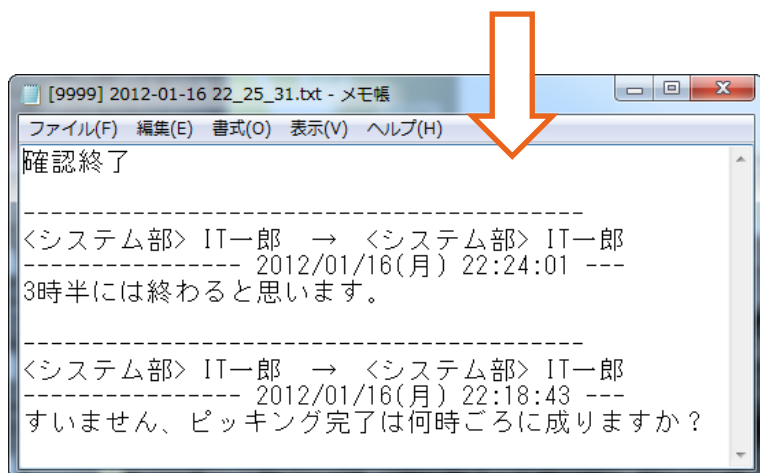 [9999] 2012-01-16 22_25_31.txt - メモ帳
ファイル(F) 編集(E) 書式(O) 表示(V) ヘルプ(H)
確認終了
----------------------------------------
<システム部> IT一郎 → <システム部> IT一郎
---------------- 2012/01/16(月) 22:24:01 ---
3時半には終わると思います。
----------------------------------------
<システム部> IT一郎 → <システム部> IT一郎
---------------- 2012/01/16(月) 22:18:43 ---
すいません、ピッキング完了は何時ごろに成りますか？